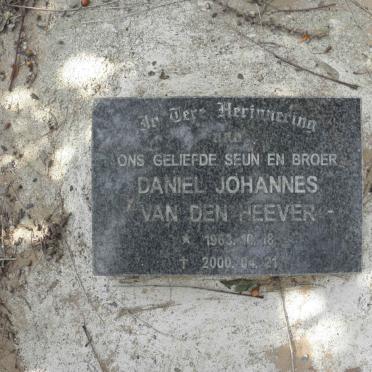 In Tere Herinnering
aan
ONS GELIEFDE SEUN EN BROER
DANIEL JOHANNES
VAN DEN HEEVER
* 1963. 10. 18
† 2000. 04. 21